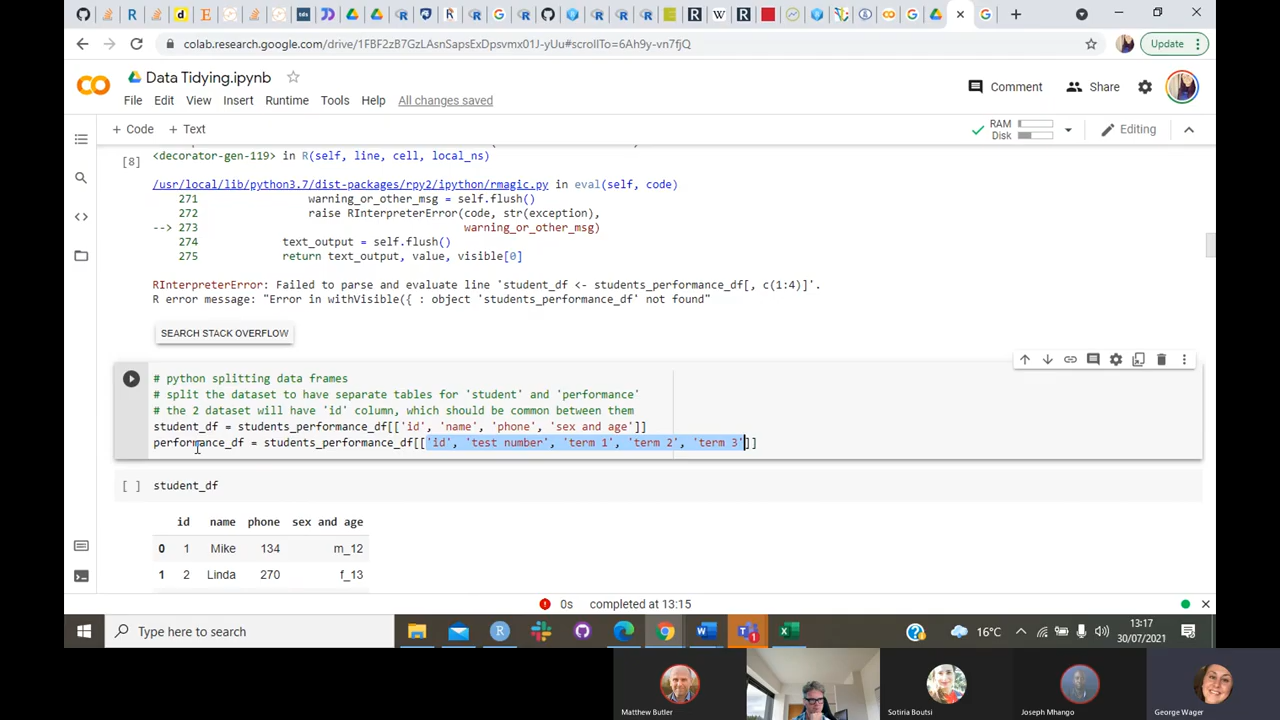 Update
colab.research.google.com/drive/1FBF2zB7GzLAsnSapsExDpsvmx01J-yUu#scrollTo=6Ah9y-vn7fjQ
Data Tidying.ipynb
File Edit View Insert Runtime Tools Help All changes saved
Comment Share
+ Code + Text
RAM
Disk
Editing
[8]
<decorator-gen-119> in R(self, line, cell, local_ns)
/usr/local/lib/python3.7/dist-packages/rpy2/ipython/rmagic.py in eval(self, code)
271 warning_or_other_msg = self.flush()
272 raise RInterpreterError(code, str(exception),
--> 273 warning_or_other_msg)
274 text_output = self.flush()
275 return text_output, value, visible[0]
RInterpreterError: Failed to parse and evaluate line 'student_df <- students_performance_df[, c(1:4)]'.
R error message: "Error in withVisible({ : object 'students_performance_df' not found"
SEARCH STACK OVERFLOW
# python splitting data frames
# split the dataset to have separate tables for 'student' and 'performance'
# the 2 dataset will have 'id' column, which should be common between them
student_df = students_performance_df[['id', 'name', 'phone', 'sex and age']]
performance_df = students_performance_df[['id', 'test number', 'term 1', 'term 2', 'term 3']]
[ ] student_df
id name phone sex and age
0 1 Mike 134 m_12
1 2 Linda 270 f_13
0s completed at 13:15
Type here to search
16°C
13:17
30/07/2021
Matthew Butler
Sotiria Boutsi
Joseph Mhango
George Wager